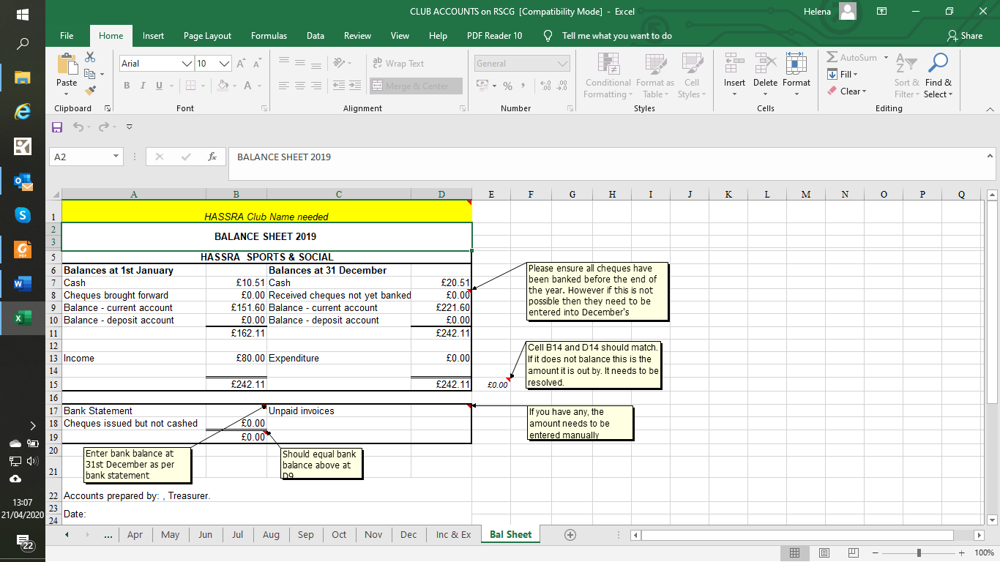 CLUB ACCOUNTS on RSCG [Compatibility Mode] - Excel
Helena
File Home Insert Page Layout Formulas Data Review View Help PDF Reader 10 Tell me what you want to do Share
Arial 10 A A Wrap Text General AutoSum
Paste B I U A Merge & Center % , Conditional Format as Cell Insert Delete Format Fill Sort & Find &
Formatting Table Styles Clear Filter Select
Clipboard Font Alignment Number Styles Cells Editing
A2 fx BALANCE SHEET 2019
A B C D E F G H I J K L M N O P Q
1 HASSRA Club Name needed
2
BALANCE SHEET 2019
3
5 HASSRA SPORTS & SOCIAL
6 Balances at 1st January Balances at 31 December
7 Cash £10.51 Cash £20.51
8 Cheques brought forward £0.00 Received cheques not yet banked £0.00
9 Balance - current account £151.60 Balance - current account £221.60
10 Balance - deposit account £0.00 Balance - deposit account £0.00
11 £162.11 £242.11
12
13 Income £80.00 Expenditure £0.00
14
15 £242.11 £242.11 £0.00
16
17 Bank Statement Unpaid invoices
18 Cheques issued but not cashed £0.00
19 £0.00
20
21
22 Accounts prepared by: , Treasurer.
23
Date:
24
Please ensure all cheques have
been banked before the end of
the year. However if this is not
possible then they need to be
entered into December's
Cell B14 and D14 should match.
If it does not balance this is the
amount it is out by. It needs to be
resolved.
If you have any, the
amount needs to be
entered manually
Enter bank balance at
31st December as per
bank statement
Should equal bank
balance above at
D9
... Apr May Jun Jul Aug Sep Oct Nov Dec Inc & Ex Bal Sheet
100%
13:07
21/04/2020
22